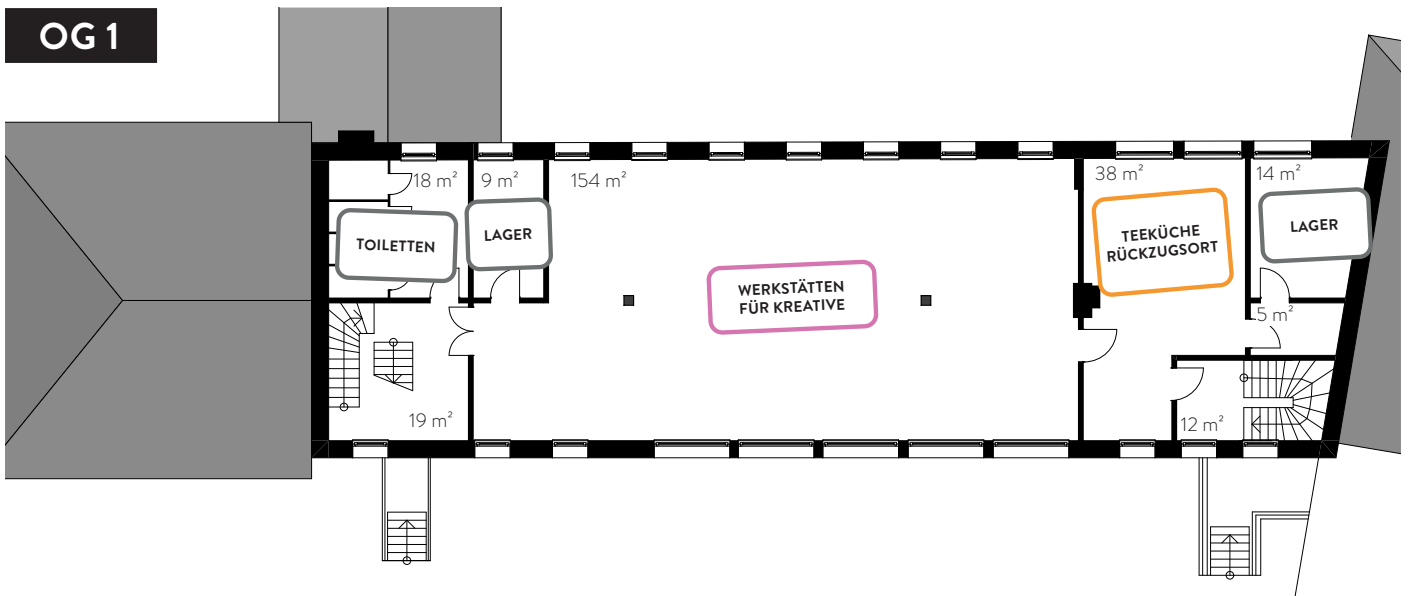 OG 1
18 m²
9 m²
154 m²
38 m²
14 m²
TOILETTEN
LAGER
WERKSTÄTTEN
FÜR KREATIVE
TEEKÜCHE
RÜCKZUGSORT
LAGER
5 m²
19 m²
12 m²